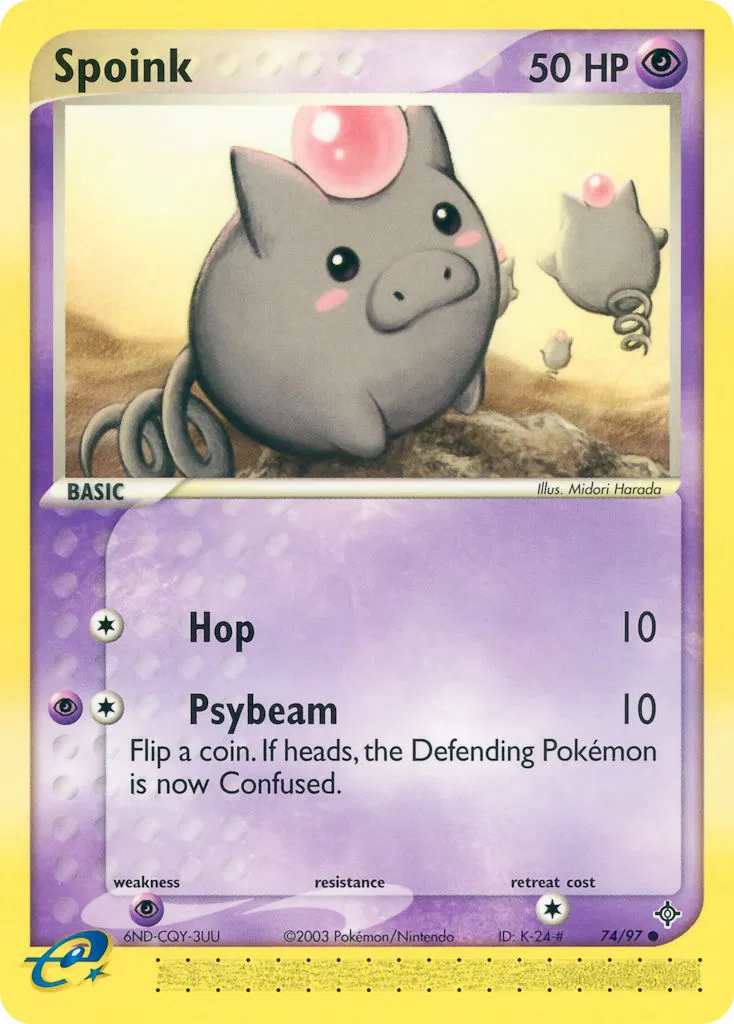 Spoink 50 HP
BASIC
Illus. Midori Harada
Hop 10
Psybeam 10
Flip a coin. If heads, the Defending Pokémon
is now Confused.
weakness resistance retreat cost
6ND-CQY-3UU ©2003 Pokémon/Nintendo ID: K-24-# 74/97
e